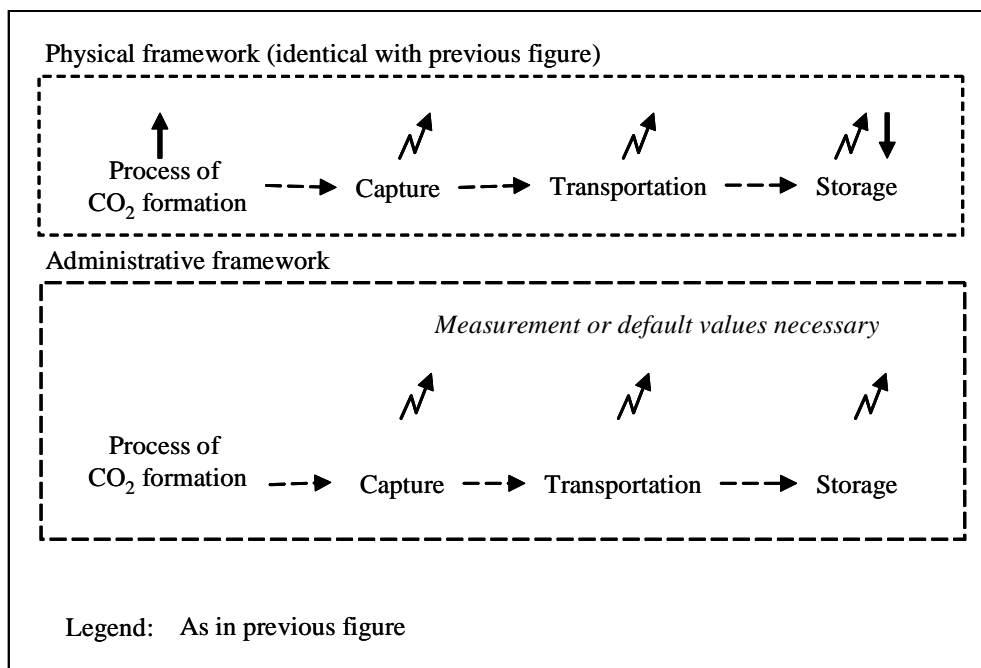 Physical framework (identical with previous figure)
Process of
CO₂ formation
Capture
Transportation
Storage
Administrative framework
Measurement or default values necessary
Process of
CO₂ formation
Capture
Transportation
Storage
Legend: As in previous figure